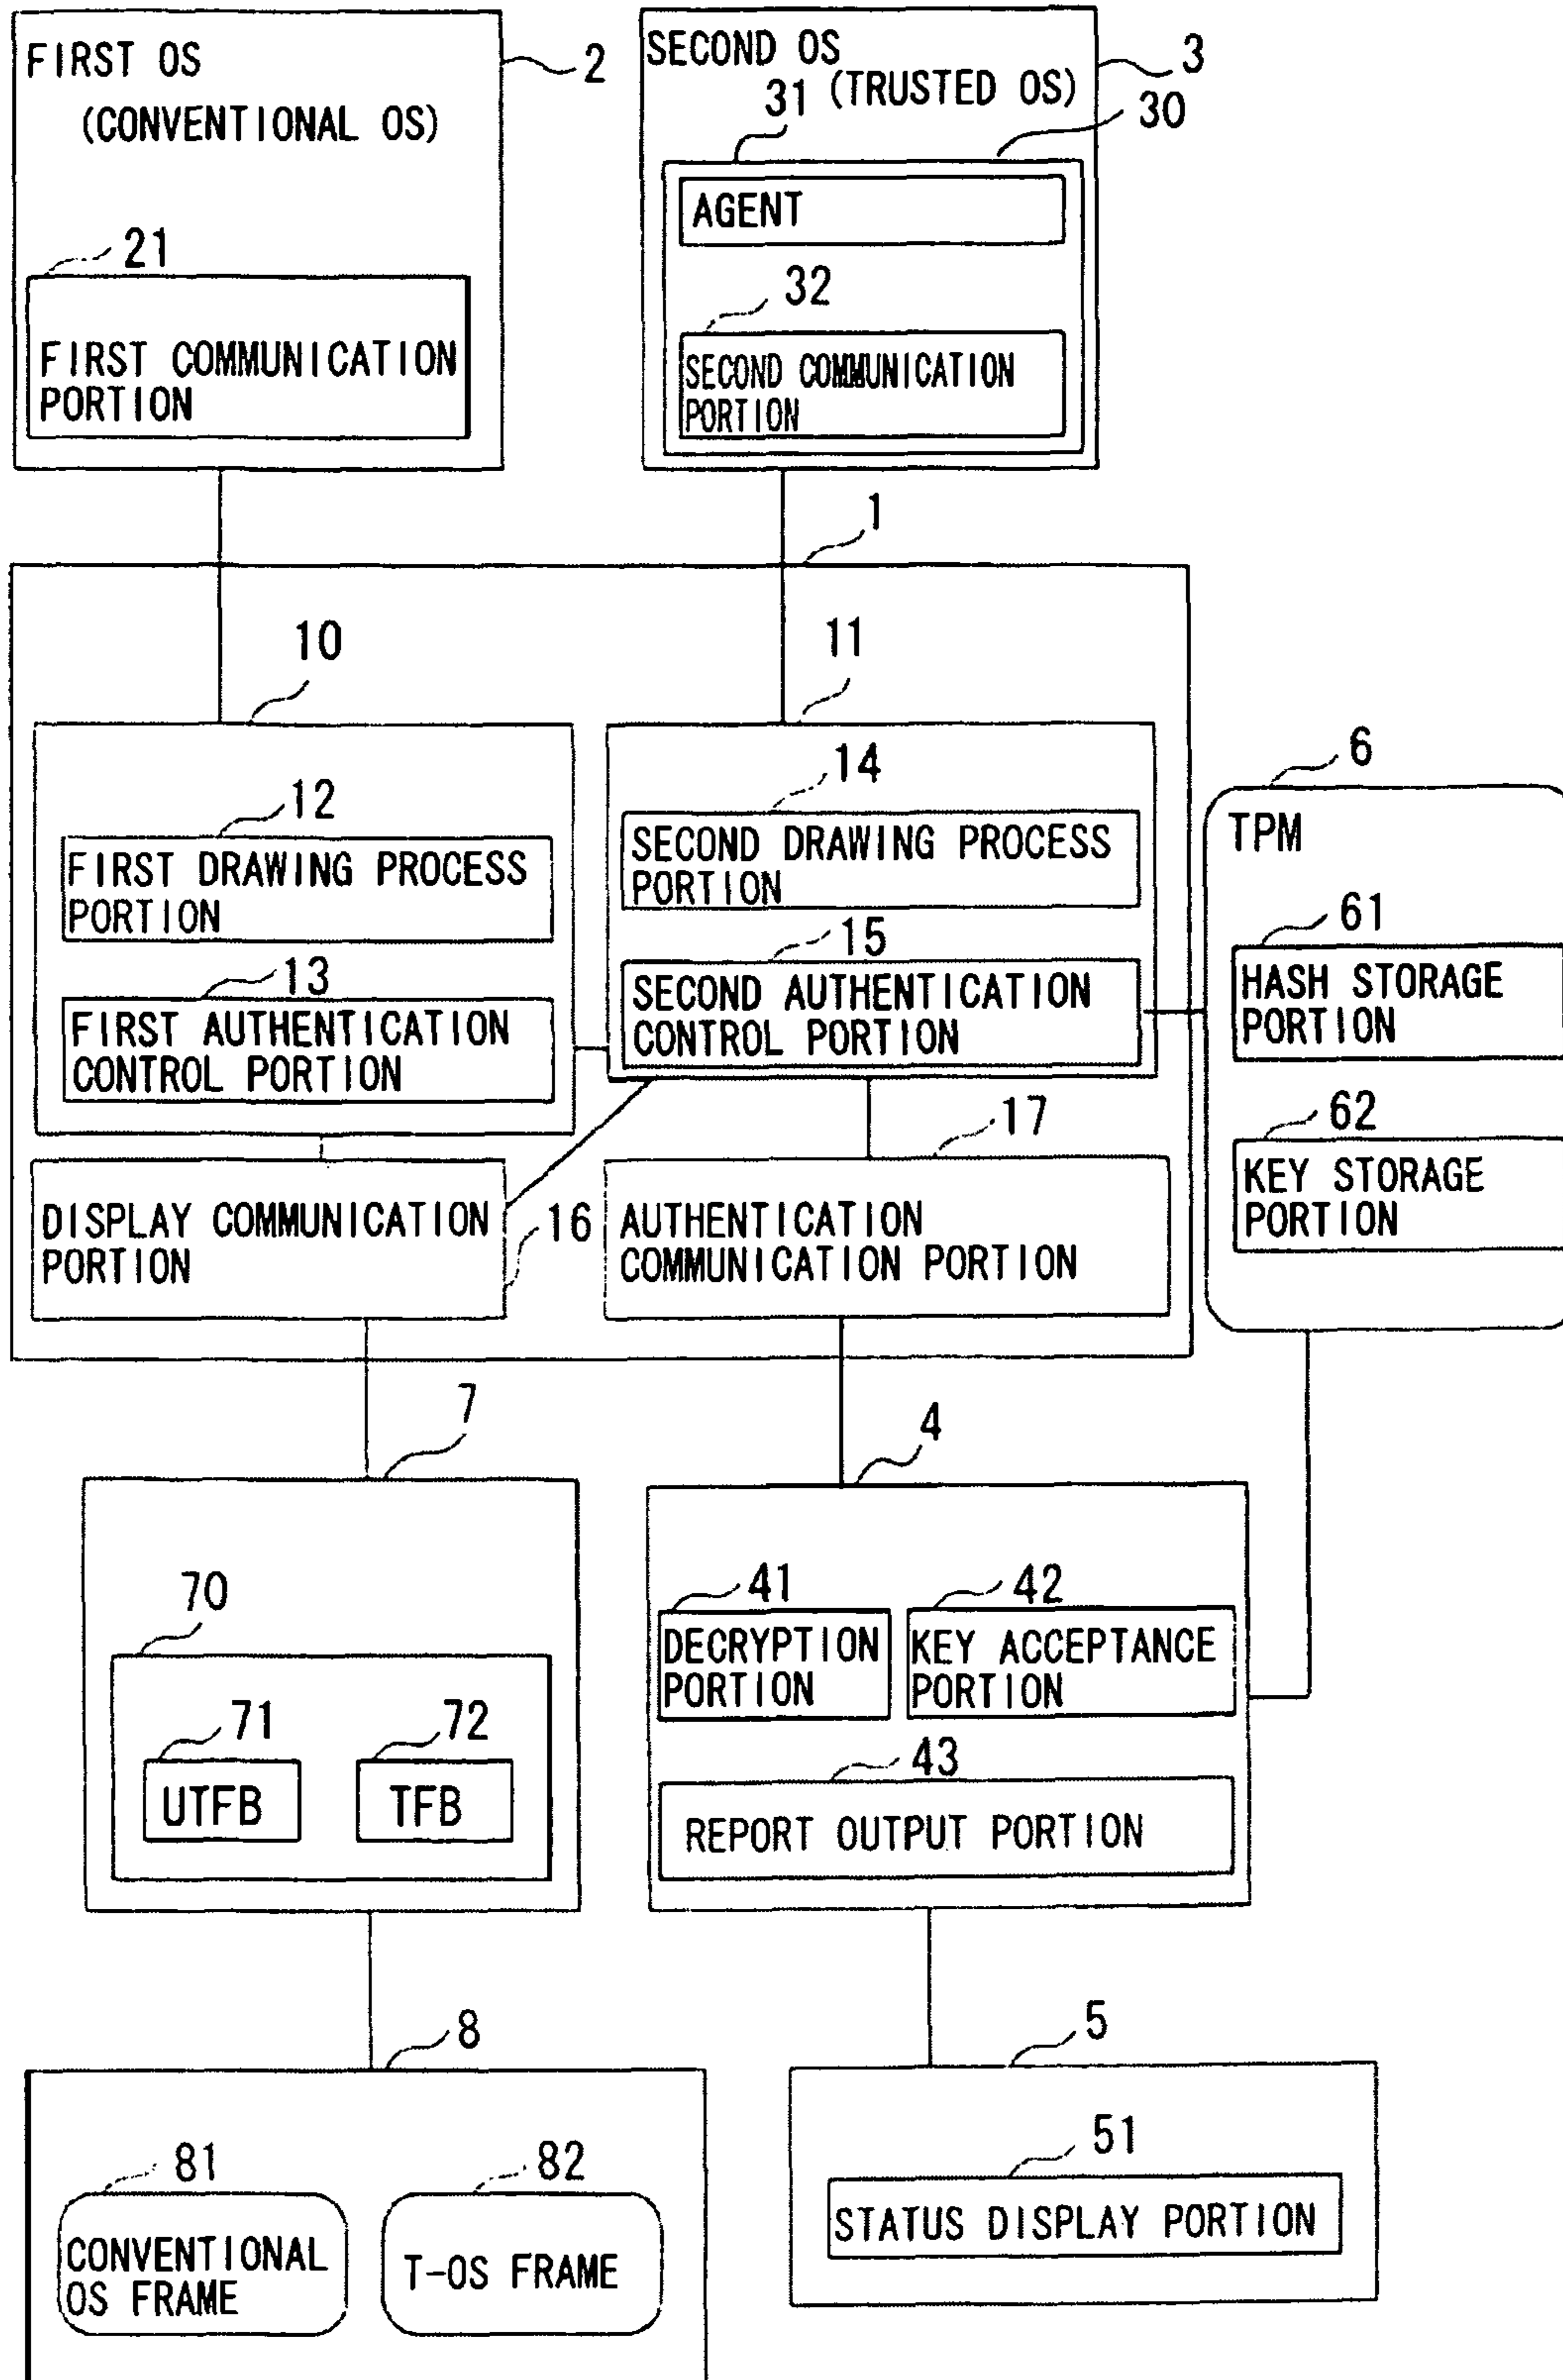 FIRST OS
(CONVENTIONAL OS)
2
21
FIRST COMMUNICATION
PORTION
SECOND OS
(TRUSTED OS)
3
31
30
AGENT
32
SECOND COMMUNICATION
PORTION
1
10
11
12
FIRST DRAWING PROCESS
PORTION
13
FIRST AUTHENTICATION
CONTROL PORTION
14
SECOND DRAWING PROCESS
PORTION
15
SECOND AUTHENTICATION
CONTROL PORTION
6
TPM
61
HASH STORAGE
PORTION
62
KEY STORAGE
PORTION
DISPLAY COMMUNICATION
PORTION
16
17
AUTHENTICATION
COMMUNICATION PORTION
7
70
71
UTFB
72
TFB
4
41
DECRYPTION
PORTION
42
KEY ACCEPTANCE
PORTION
43
REPORT OUTPUT PORTION
8
81
CONVENTIONAL
OS FRAME
82
T-OS FRAME
5
51
STATUS DISPLAY PORTION